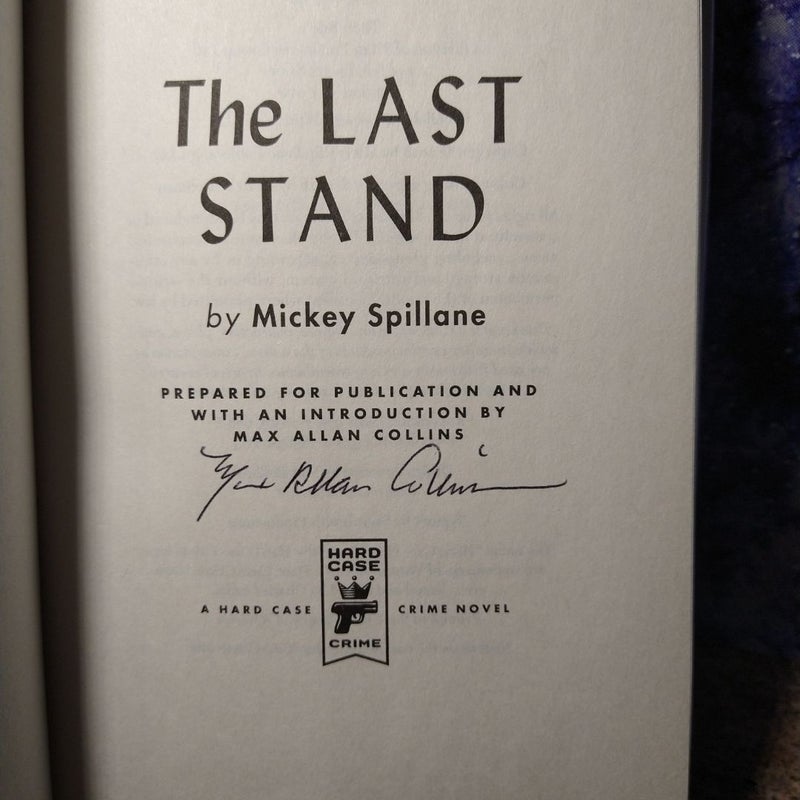 The LAST
STAND
by Mickey Spillane
PREPARED FOR PUBLICATION AND
WITH AN INTRODUCTION BY
MAX ALLAN COLLINS
Max Allan Collins
HARD
CASE
A HARD CASE CRIME NOVEL
CRIME